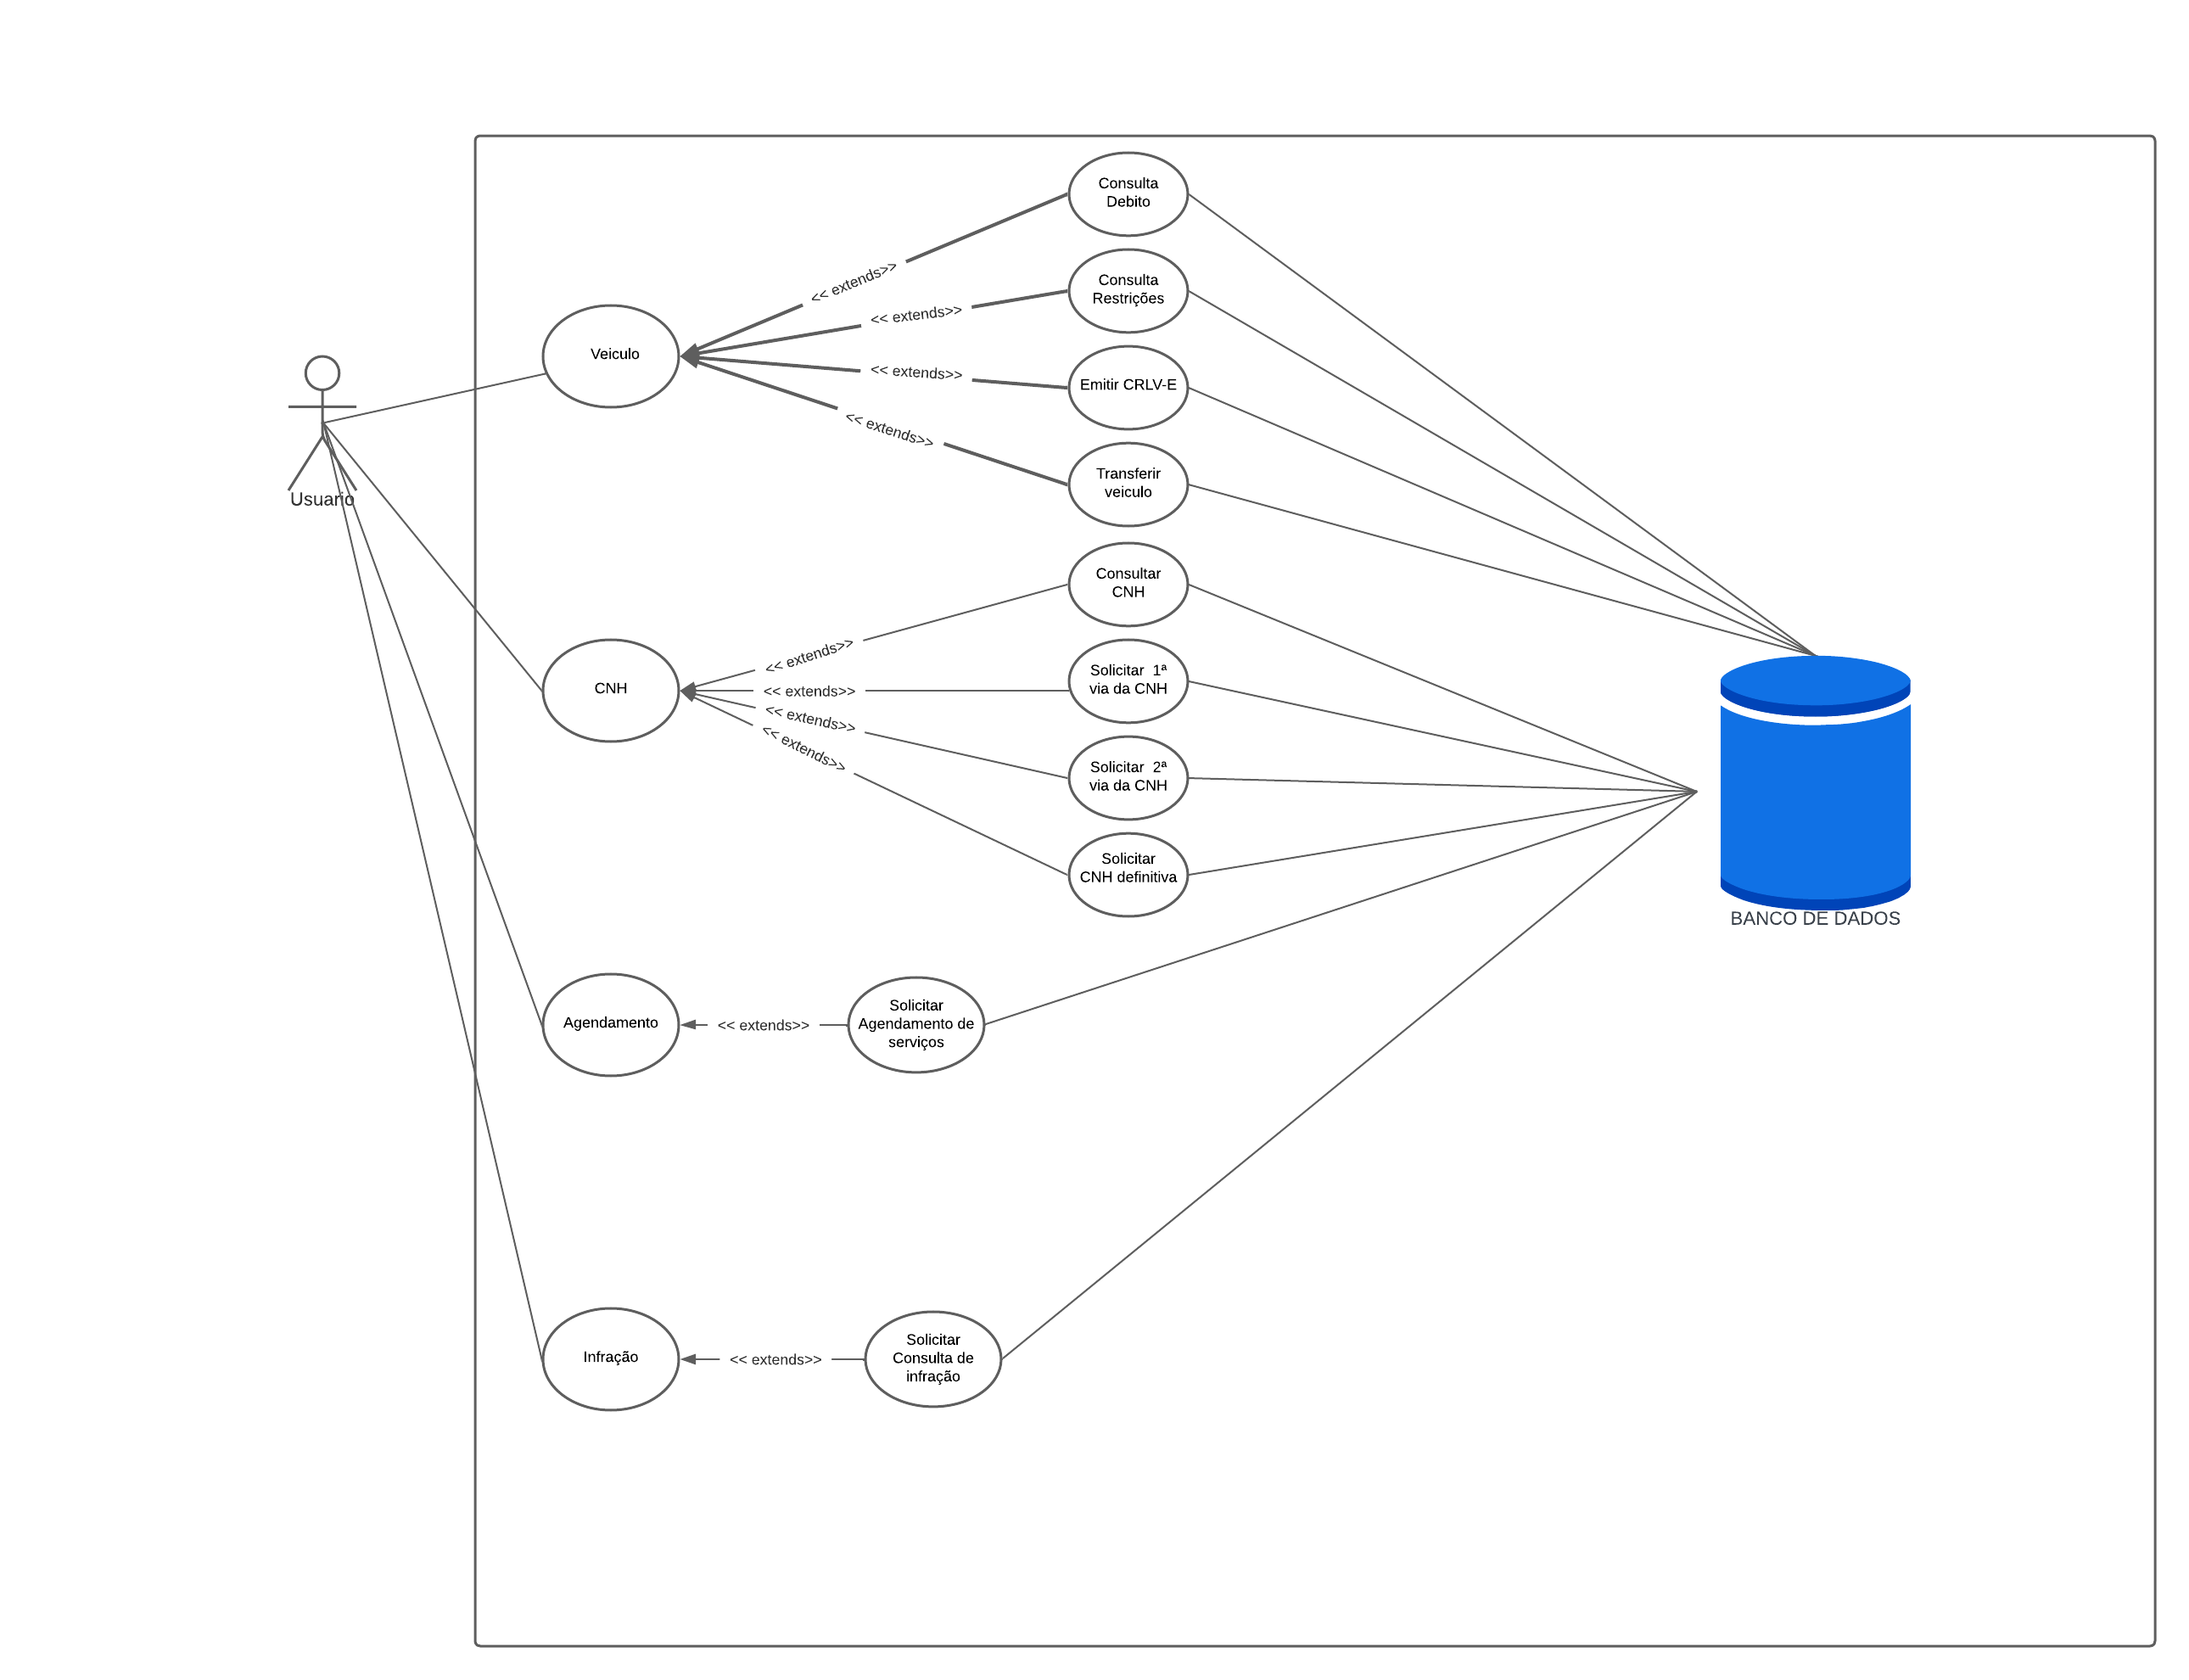 Consulta
Debito
<< extends>>
Consulta
Restrições
<< extends>>
Veiculo
<< extends>>
Emitir CRLV-E
<< extends>>
Transferir
veiculo
Usuario
Consultar
CNH
<< extends>>
Solicitar  1ª
via da CNH
CNH
<< extends>>
<< extends>>
<< extends>>
Solicitar  2ª
via da CNH
Solicitar
CNH definitiva
BANCO DE DADOS
Agendamento
<< extends>>
Solicitar
Agendamento de
serviços
Infração
<< extends>>
Solicitar
Consulta de
infração